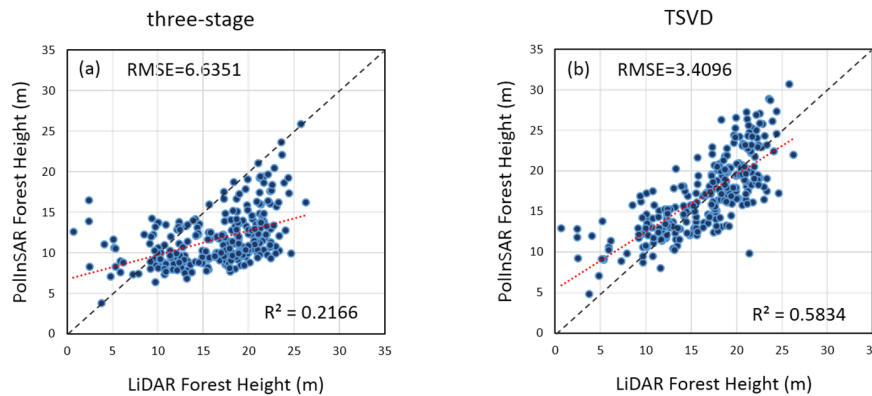 three-stage
TSVD
(a)
RMSE=6.6351
35
30
25
20
15
10
5
0
PolInSAR Forest Height (m)
R² = 0.2166
0 5 10 15 20 25 30 35
LiDAR Forest Height (m)
(b)
RMSE=3.4096
35
30
25
20
15
10
5
0
PolInSAR Forest Height (m)
R² = 0.5834
0 5 10 15 20 25 30 35
LiDAR Forest Height (m)